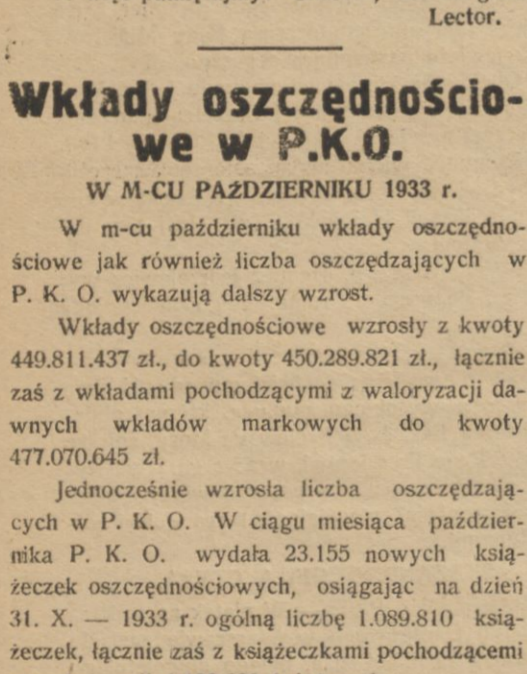 Lector.
Wkłady oszczędnościo-
we w P.K.O.
W M-CU PAŹDZIERNIKU 1933 r.
W m-cu październiku wkłady oszczędno-
ściowe jak również liczba oszczędzających w
P. K. O. wykazują dalszy wzrost.
Wkłady oszczędnościowe wzrosły z kwoty
449.811.437 zł., do kwoty 450.289.821 zł., łącznie
zaś z wkładami pochodzącymi z waloryzacji da-
wnych wkładów markowych do kwoty
477.070.645 zł.
Jednocześnie wzrosła liczba oszczędzają-
cych w P. K. O. W ciągu miesiąca paździer-
nika P. K. O. wydała 23.155 nowych ksią-
żeczek oszczędnościowych, osiągając na dzień
31. X. — 1933 r. ogólną liczbę 1.089.810 ksią-
żeczek, łącznie zaś z książeczkami pochodzącemi